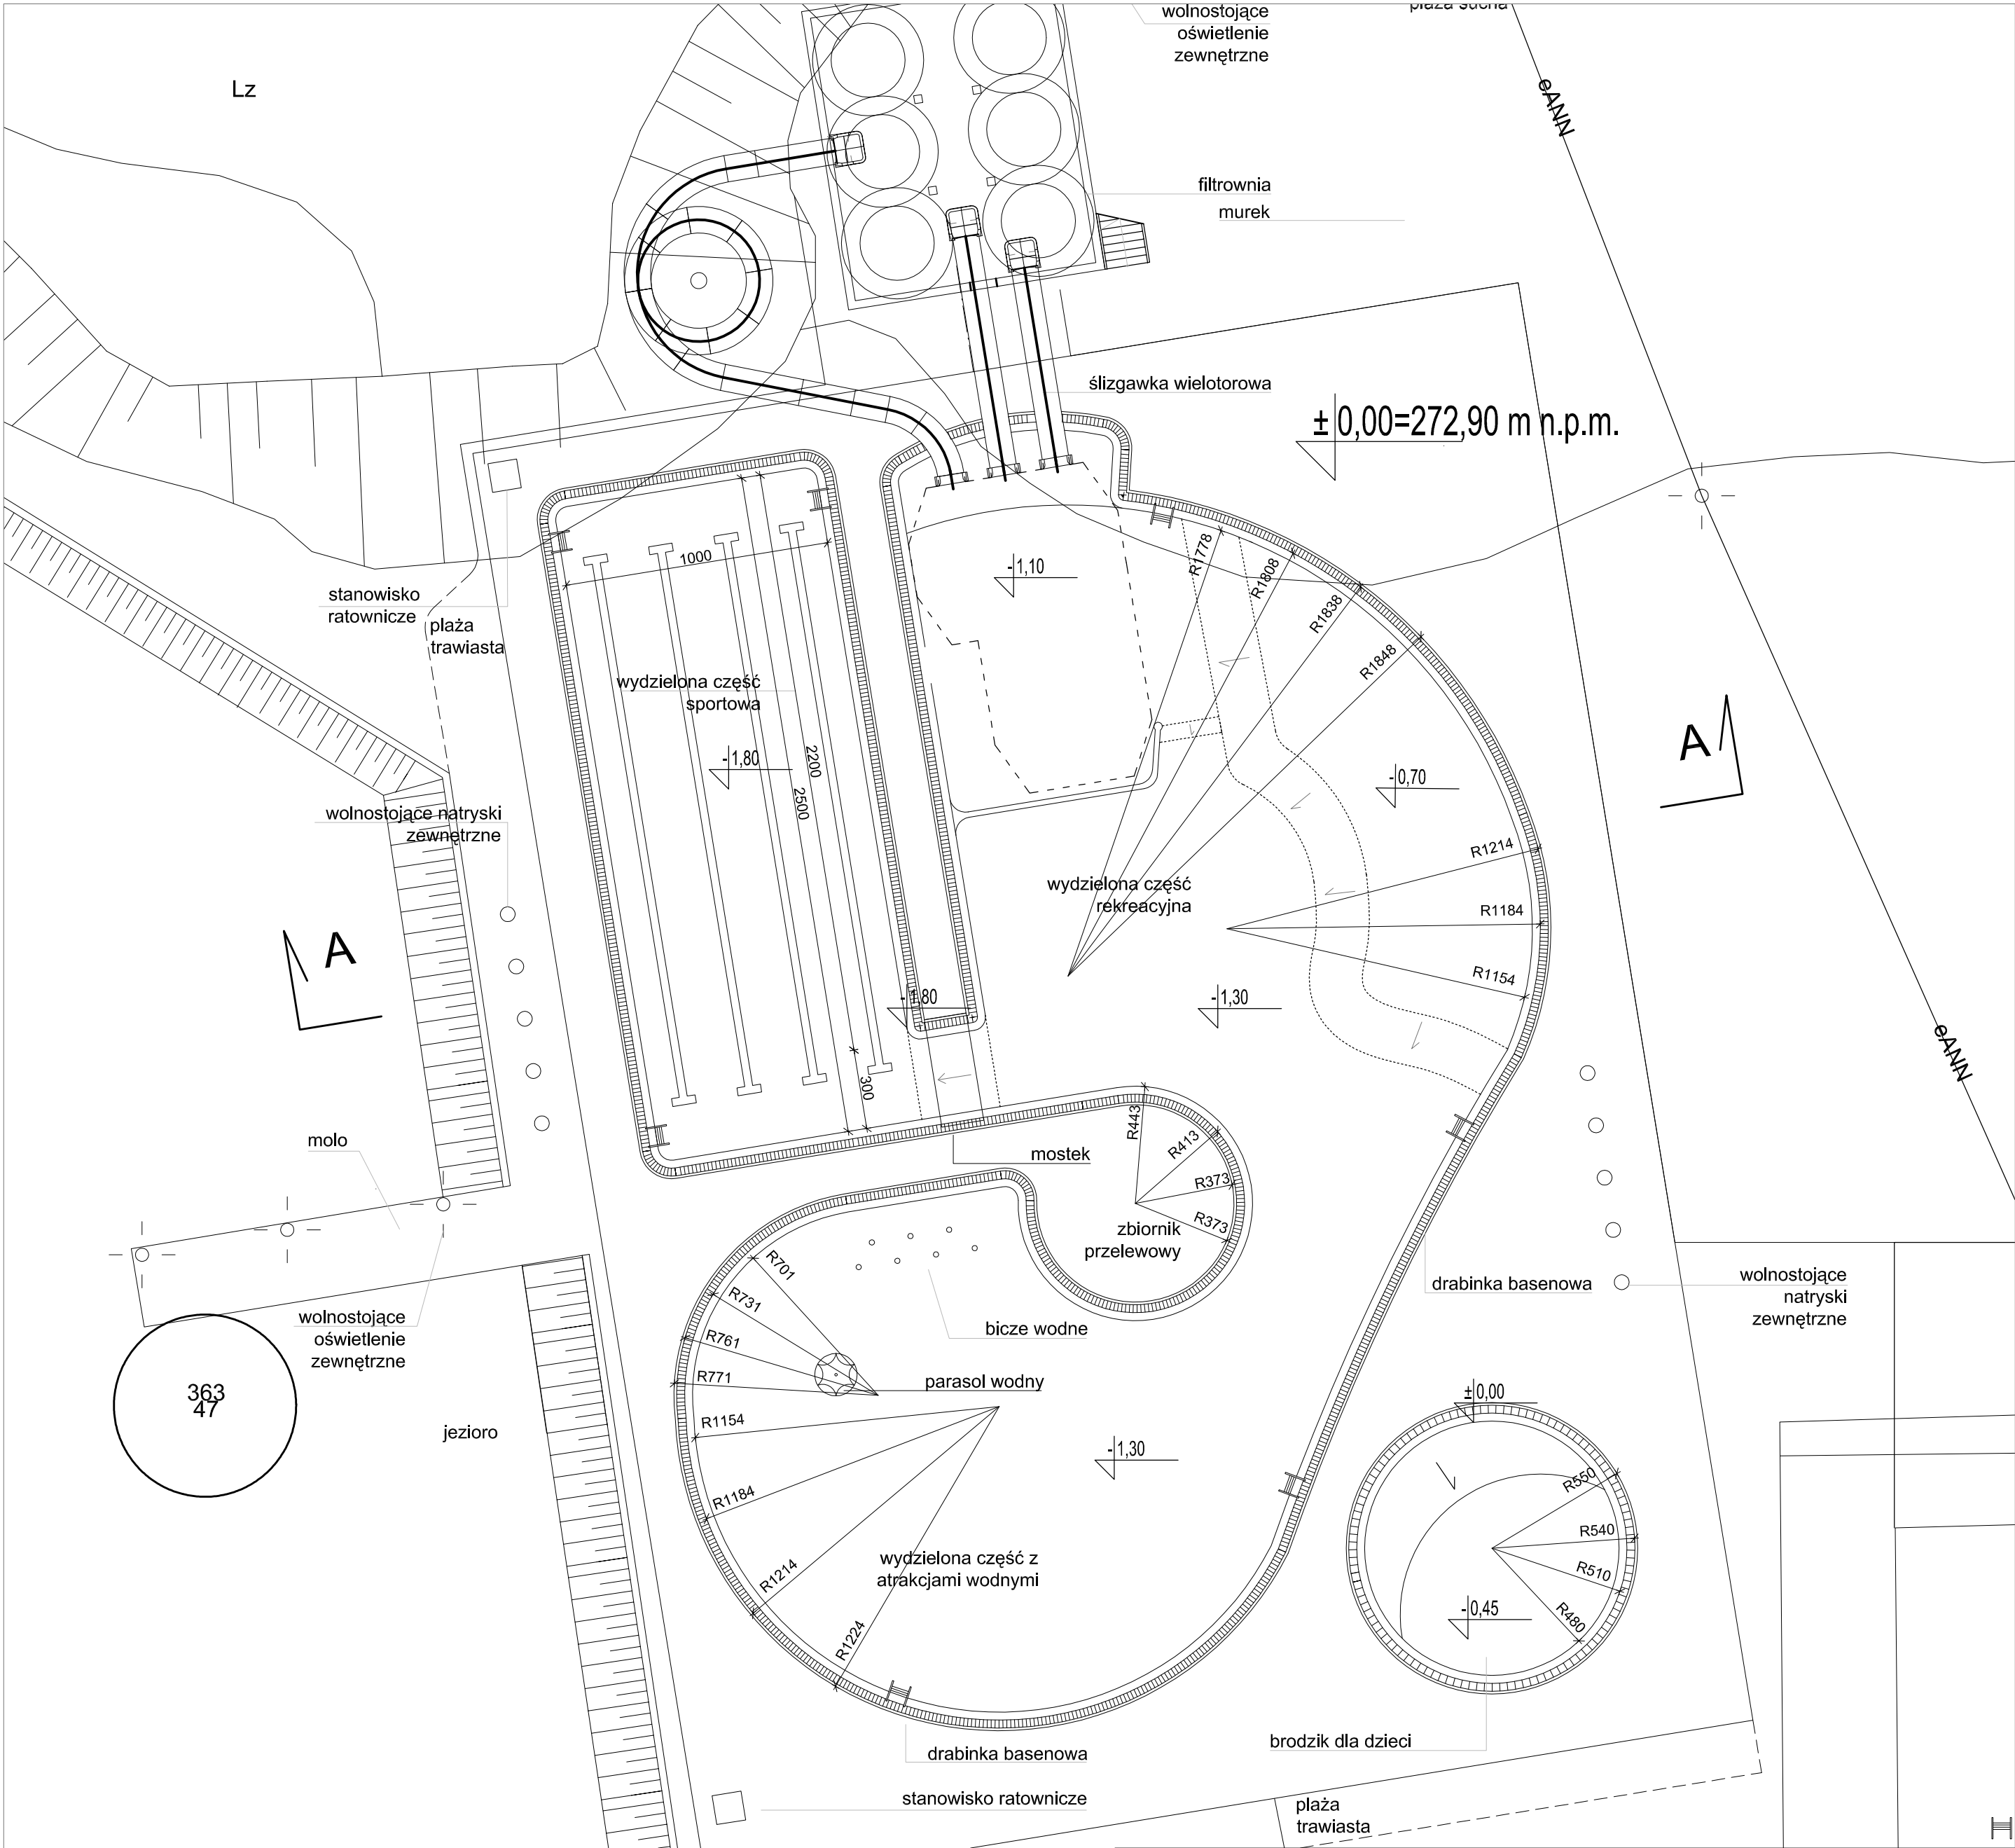 wolnostojące
oświetlenie
zewnętrzne
plaża sucha
Lz
eANN
filtrownia
murek
ślizgawka wielotorowa
±0,00=272,90 m n.p.m.
stanowisko
ratownicze
plaża
trawiasta
1000
-1,10
R1778
R1808
R1838
R1848
wydzielona część
sportowa
-1,80
2200
2500
-0,70
A
wolnostojące natryski
zewnętrzne
R1214
R1184
R1154
wydzielona część
rekreacyjna
A
-1,80
-1,30
eANN
300
molo
mostek
R443
R413
R373
R373
zbiornik
przelewowy
drabinka basenowa
wolnostojące
natryski
zewnętrzne
wolnostojące
oświetlenie
zewnętrzne
R701
R731
R761
R771
bicze wodne
parasol wodny
363
47
jezioro
R1154
R1184
R1214
R1224
-1,30
±0,00
R550
R540
R510
R480
-0,45
wydzielona część z
atrakcjami wodnymi
drabinka basenowa
brodzik dla dzieci
stanowisko ratownicze
plaża
trawiasta